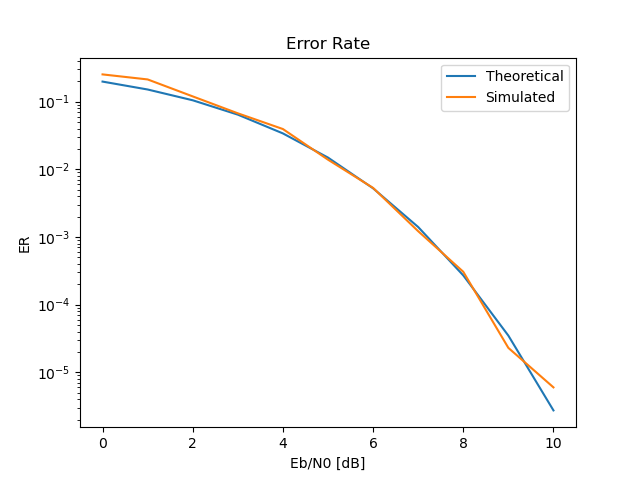 Error Rate
Theoretical
Simulated
10⁻¹
10⁻²
10⁻³
10⁻⁴
10⁻⁵
ER
0 2 4 6 8 10
Eb/N0 [dB]